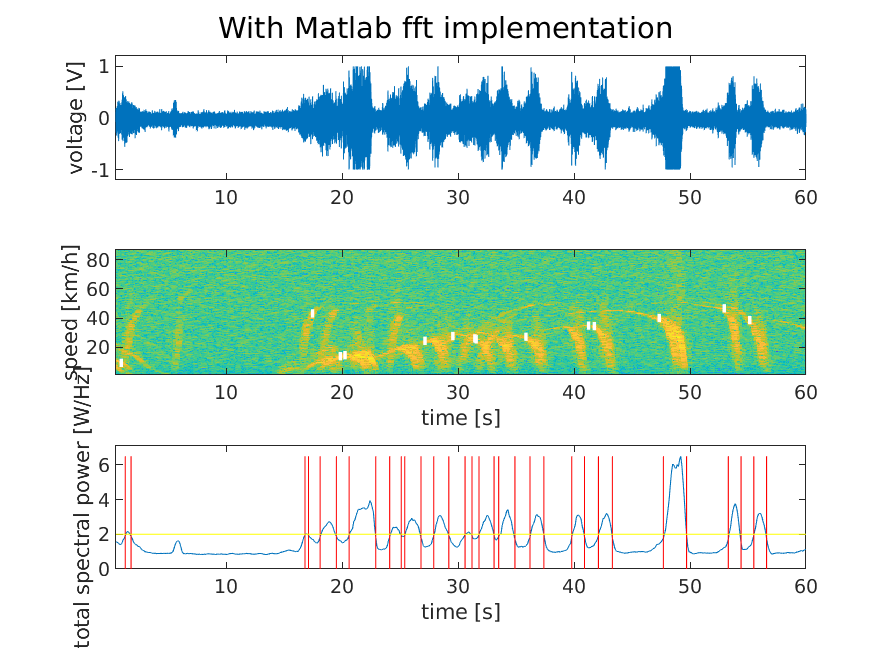 With Matlab fft implementation
voltage [V]
1
0
-1
10 20 30 40 50 60
speed [km/h]
80
60
40
20
10 20 30 40 50 60
time [s]
total spectral power [W/Hz]
6
4
2
0
10 20 30 40 50 60
time [s]